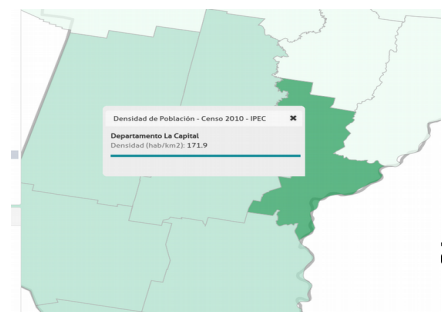 Densidad de Población - Censo 2010 - IPEC ✖
Departamento La Capital
Densidad (hab/km2): 171.9